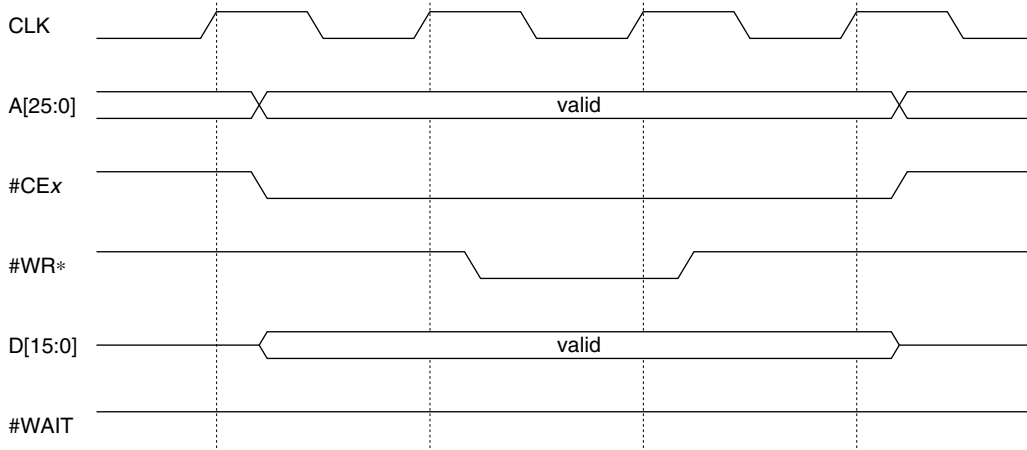 CLK
A[25:0] valid
#CEx
#WR*
D[15:0] valid
#WAIT